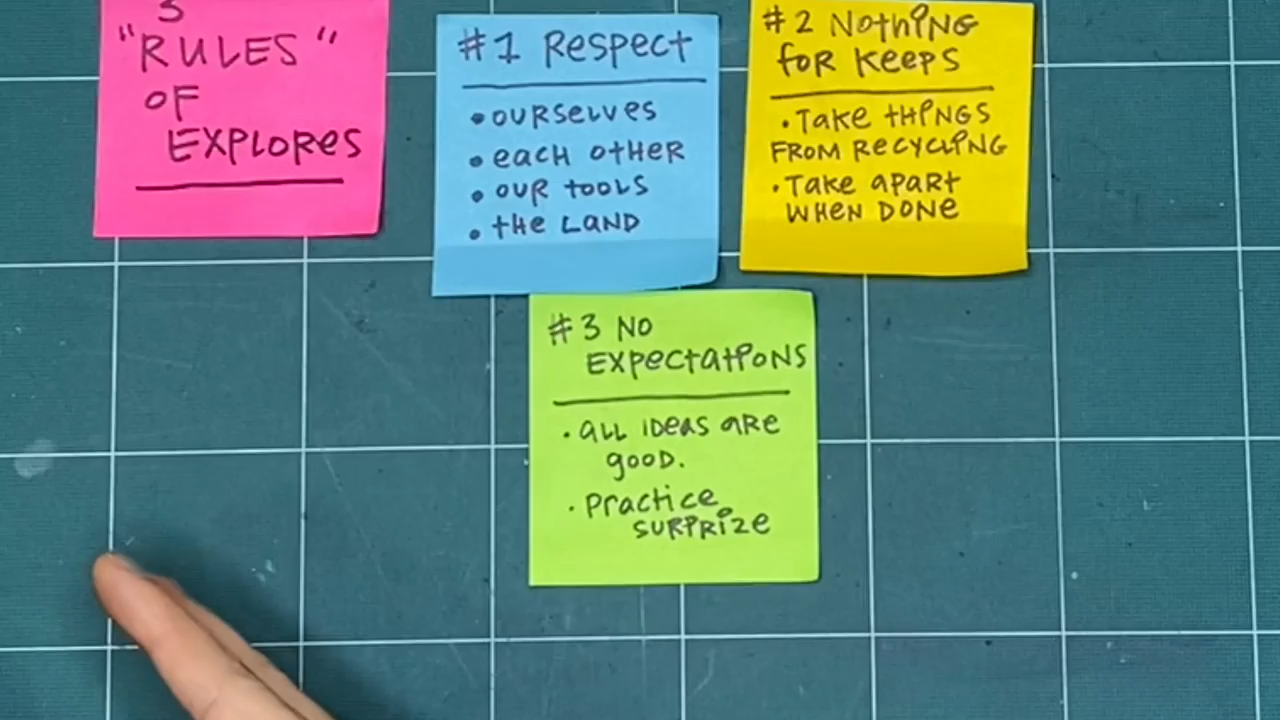 3
"RULES"
OF
EXPLORES
#1 Respect
• OURSELVES
• each OTHER
• OUR tools
• the LAND
#2 Nothing
for Keeps
• Take things
FROM Recycling
• Take apart
WHEN DONE
#3 No
Expectations
• all IDeas are
good.
• Practice
SURPRIZE